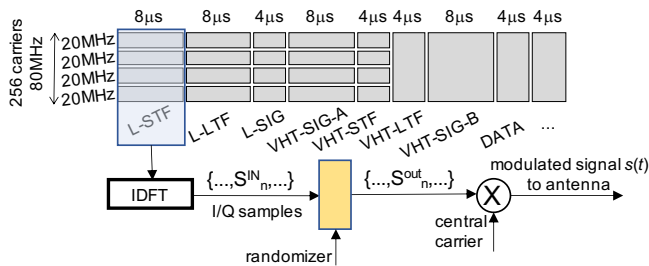 8μs 8μs 4μs 8μs 4μs 4μs 8μs 4μs 4μs
256 carriers
80MHz
20MHz
20MHz
20MHz
20MHz
L-STF
L-LTF
L-SIG
VHT-SIG-A
VHT-STF
VHT-LTF
VHT-SIG-B
DATA
...
IDFT
{...,S^IN_n,...}
I/Q samples
randomizer
{...,S^out_n,...}
X
central
carrier
modulated signal s(t)
to antenna